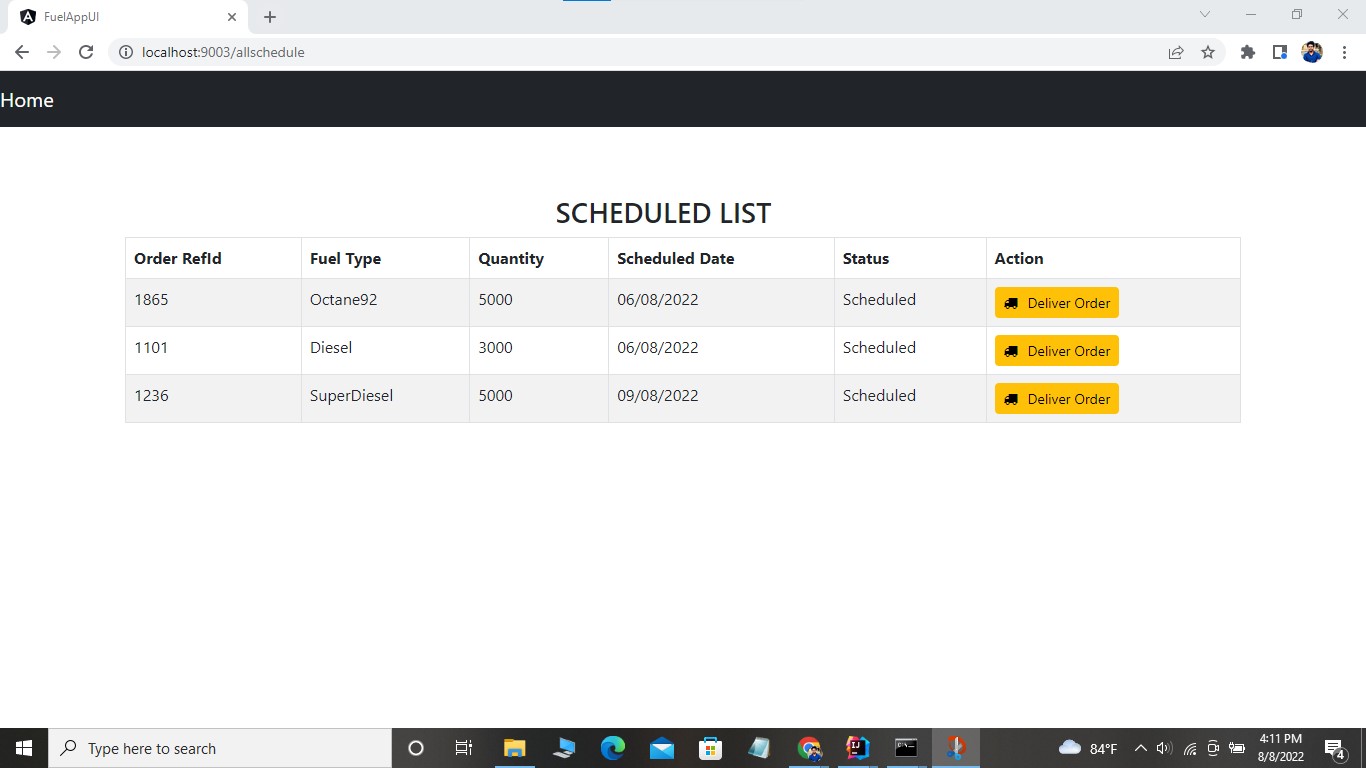 FuelAppUI
localhost:9003/allschedule
Home
SCHEDULED LIST
Order RefId Fuel Type Quantity Scheduled Date Status Action
1865 Octane92 5000 06/08/2022 Scheduled Deliver Order
1101 Diesel 3000 06/08/2022 Scheduled Deliver Order
1236 SuperDiesel 5000 09/08/2022 Scheduled Deliver Order
Type here to search
84°F
4:11 PM
8/8/2022
4